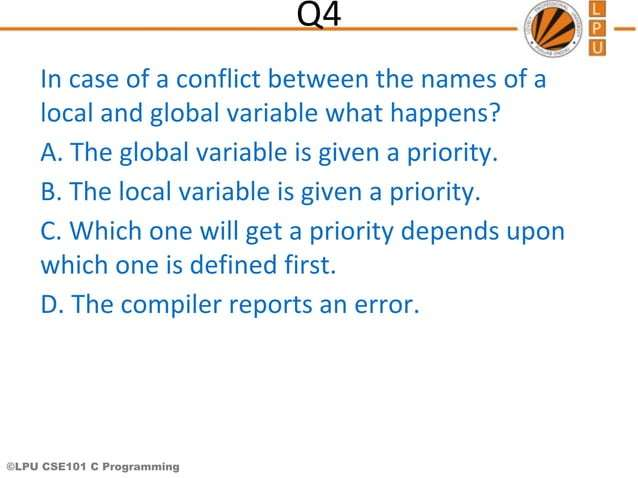 Q4
L
P
U
In case of a conflict between the names of a
local and global variable what happens?
A. The global variable is given a priority.
B. The local variable is given a priority.
C. Which one will get a priority depends upon
which one is defined first.
D. The compiler reports an error.
©LPU CSE101 C Programming